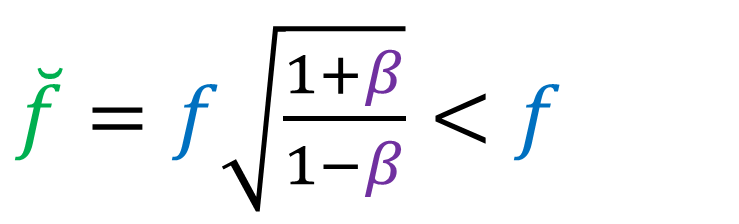 f̆ = f √((1+β)/(1−β)) < f